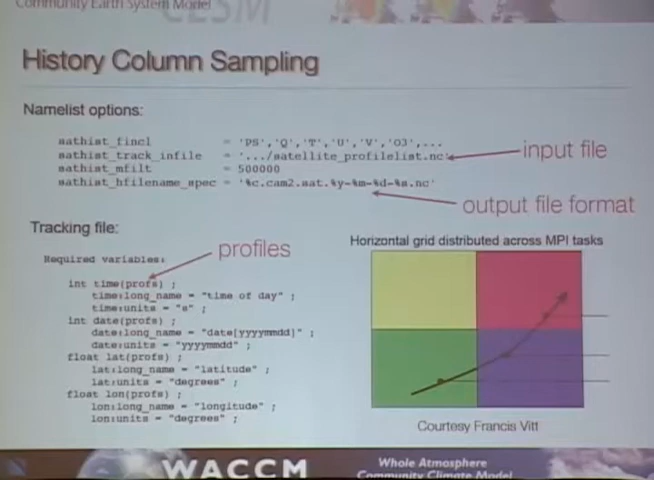 Community Earth System Model
CESM
History Column Sampling
Namelist options:
sathist_fincl = 'PS','Q','T','U','V','O3',...
sathist_track_infile = '.../satellite_profilelist.nc'
sathist_mfilt = 500000
sathist_hfilename_spec = '%c.cam2.sat.%y-%m-%d-%s.nc'
input file
output file format
Tracking file:
profiles
Required variables:
int time(profs) ;
time:long_name = "time of day" ;
time:units = "s" ;
int date(profs) ;
date:long_name = "date[yyyymmdd]" ;
date:units = "yyyymmdd" ;
float lat(profs) ;
lat:long_name = "latitude" ;
lat:units = "degrees" ;
float lon(profs) ;
lon:long_name = "longitude" ;
lon:units = "degrees" ;
Horizontal grid distributed across MPI tasks
Courtesy Francis Vitt
WACCM
Whole Atmosphere
Community Climate Model